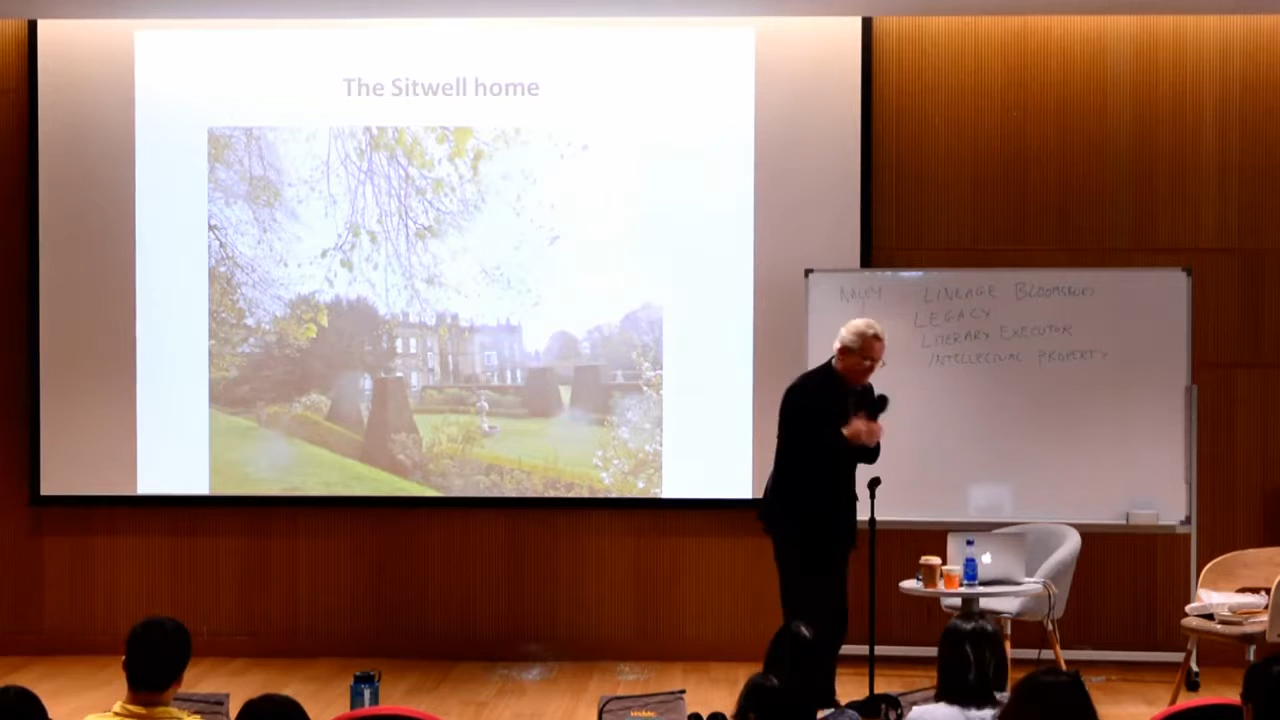 The Sitwell home
LINEAGE BLOOMSBURY
LEGACY
LITERARY EXECUTOR
INTELLECTUAL PROPERTY